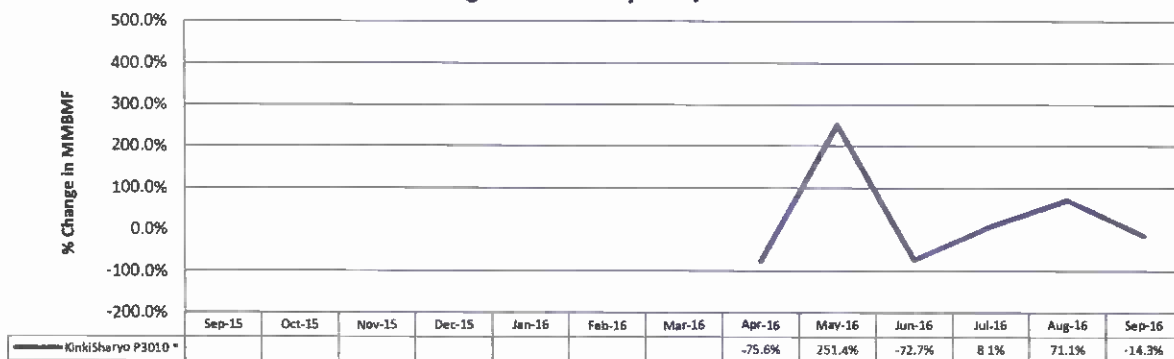 500.0%
400.0%
300.0%
200.0%
100.0%
0.0%
-100.0%
-200.0%
% Change in MMBMF
Sep-15 Oct-15 Nov-15 Dec-15 Jan-16 Feb-16 Mar-16 Apr-16 May-16 Jun-16 Jul-16 Aug-16 Sep-16
KinkiSharyo P3010 * -75.6% 251.4% -72.7% 8.1% 71.1% -14.3%